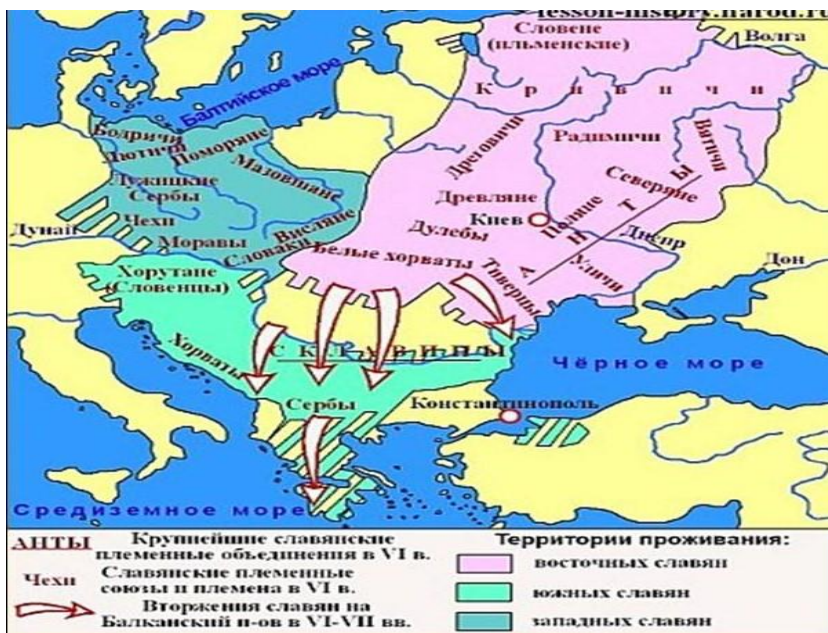 lesson-history.narod.ru
Словене
(ильменские)
Волга
Кривичи
Балтийское море
Бодричи
Лютичи
Поморяне
Мазовшане
Дреговичи
Радимичи
Вятичи
Лужицкие
Сербы
Древляне
Северяне
Киев
Чехи
Висляне
Дулебы
Поляне
АНТЫ
Дунай
Моравы
Словаки
Белые хорваты
Днепр
Уличи
Дон
Хорутане
(Словенцы)
Тиверцы
Хорваты
СКЛАВИНЫ
Чёрное море
Сербы
Константинополь
Средиземное море
АНТЫ
Крупнейшие славянские
племенные объединения в VI в.
Чехи
Славянские племенные
союзы и племена в VI в.
Вторжения славян на
Балканский п-ов в VI-VII вв.
Территории проживания:
восточных славян
южных славян
западных славян